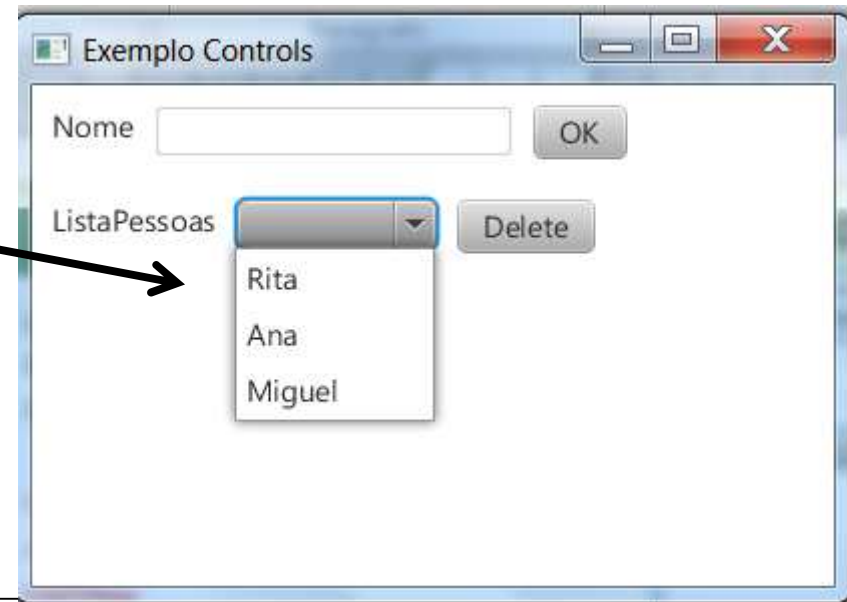 Exemplo Controls
Nome OK
ListaPessoas Delete
Rita
Ana
Miguel